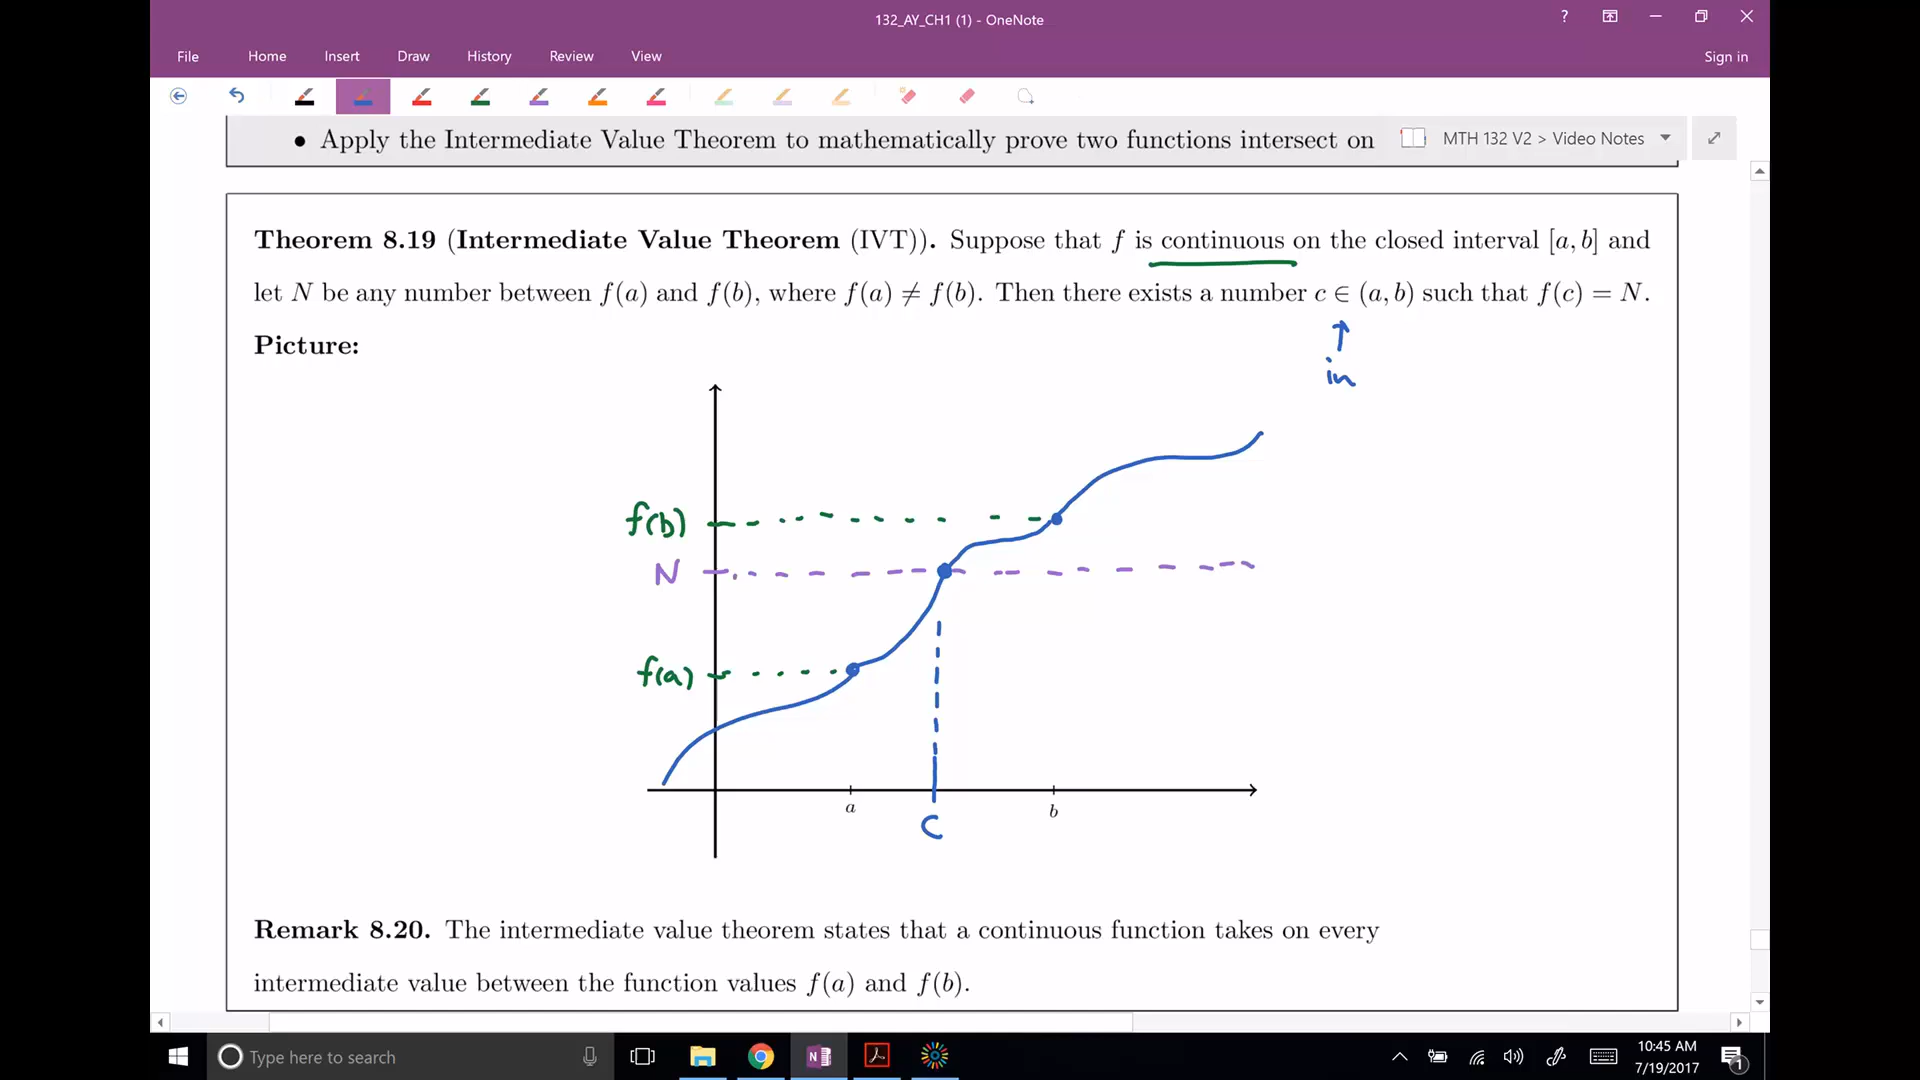 132_AY_CH1 (1) - OneNote
?
File Home Insert Draw History Review View Sign in
• Apply the Intermediate Value Theorem to mathematically prove two functions intersect on
MTH 132 V2 > Video Notes
Theorem 8.19 (Intermediate Value Theorem (IVT)). Suppose that f is continuous on the closed interval [a, b] and
let N be any number between f(a) and f(b), where f(a) ≠ f(b). Then there exists a number c ∈ (a, b) such that f(c) = N.
Picture:
in
f(b)
N
f(a)
a
b
C
Remark 8.20. The intermediate value theorem states that a continuous function takes on every
intermediate value between the function values f(a) and f(b).
Type here to search
N
10:45 AM
7/19/2017
1